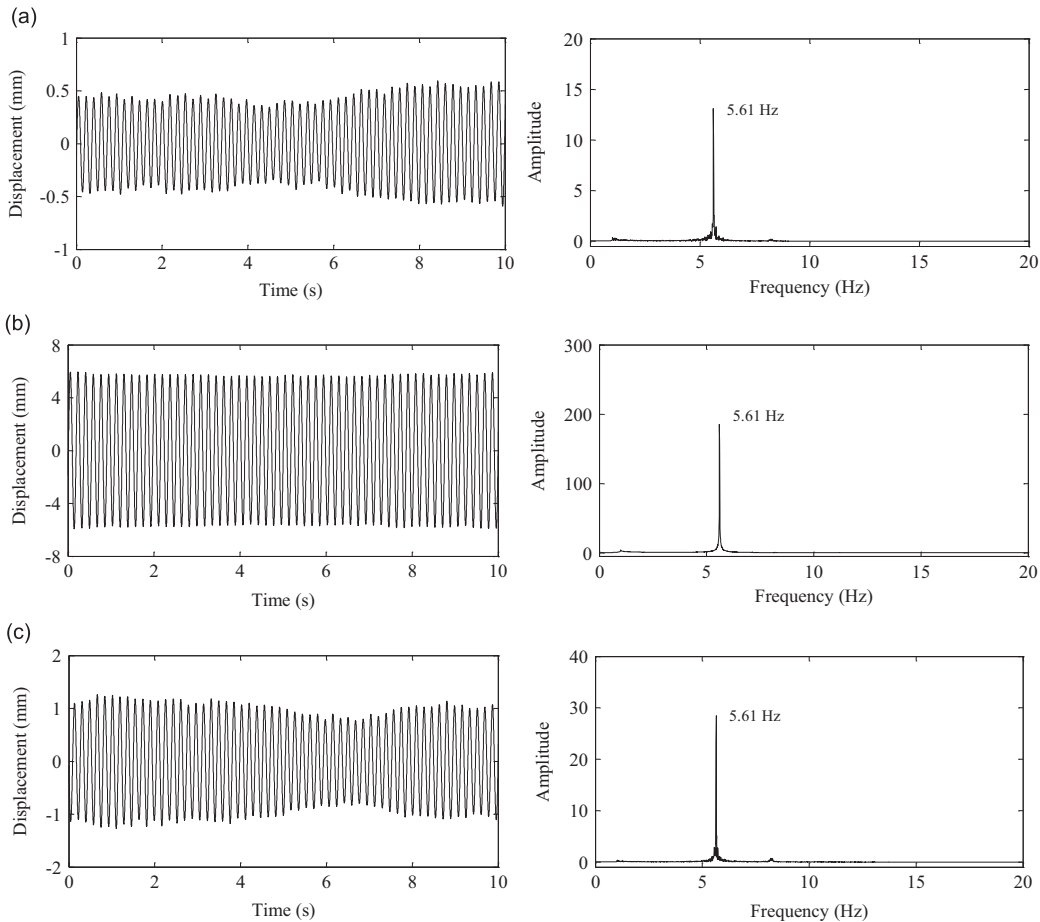 (a)
1
0.5
0
-0.5
-1
Displacement (mm)
0 2 4 6 8 10
Time (s)
20
15
10
5
0
Amplitude
5.61 Hz
0 5 10 15 20
Frequency (Hz)
(b)
8
4
0
-4
-8
Displacement (mm)
0 2 4 6 8 10
Time (s)
300
200
100
0
Amplitude
5.61 Hz
0 5 10 15 20
Frequency (Hz)
(c)
2
1
0
-1
-2
Displacement (mm)
0 2 4 6 8 10
Time (s)
40
30
20
10
0
Amplitude
5.61 Hz
0 5 10 15 20
Frequency (Hz)